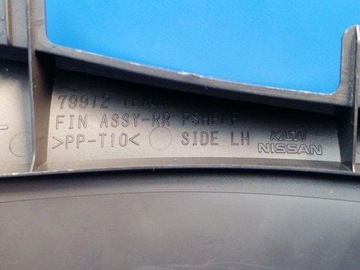 79912
FIN ASSY-RR PSHELF
>PP-T10< SIDE LH
NISSAN